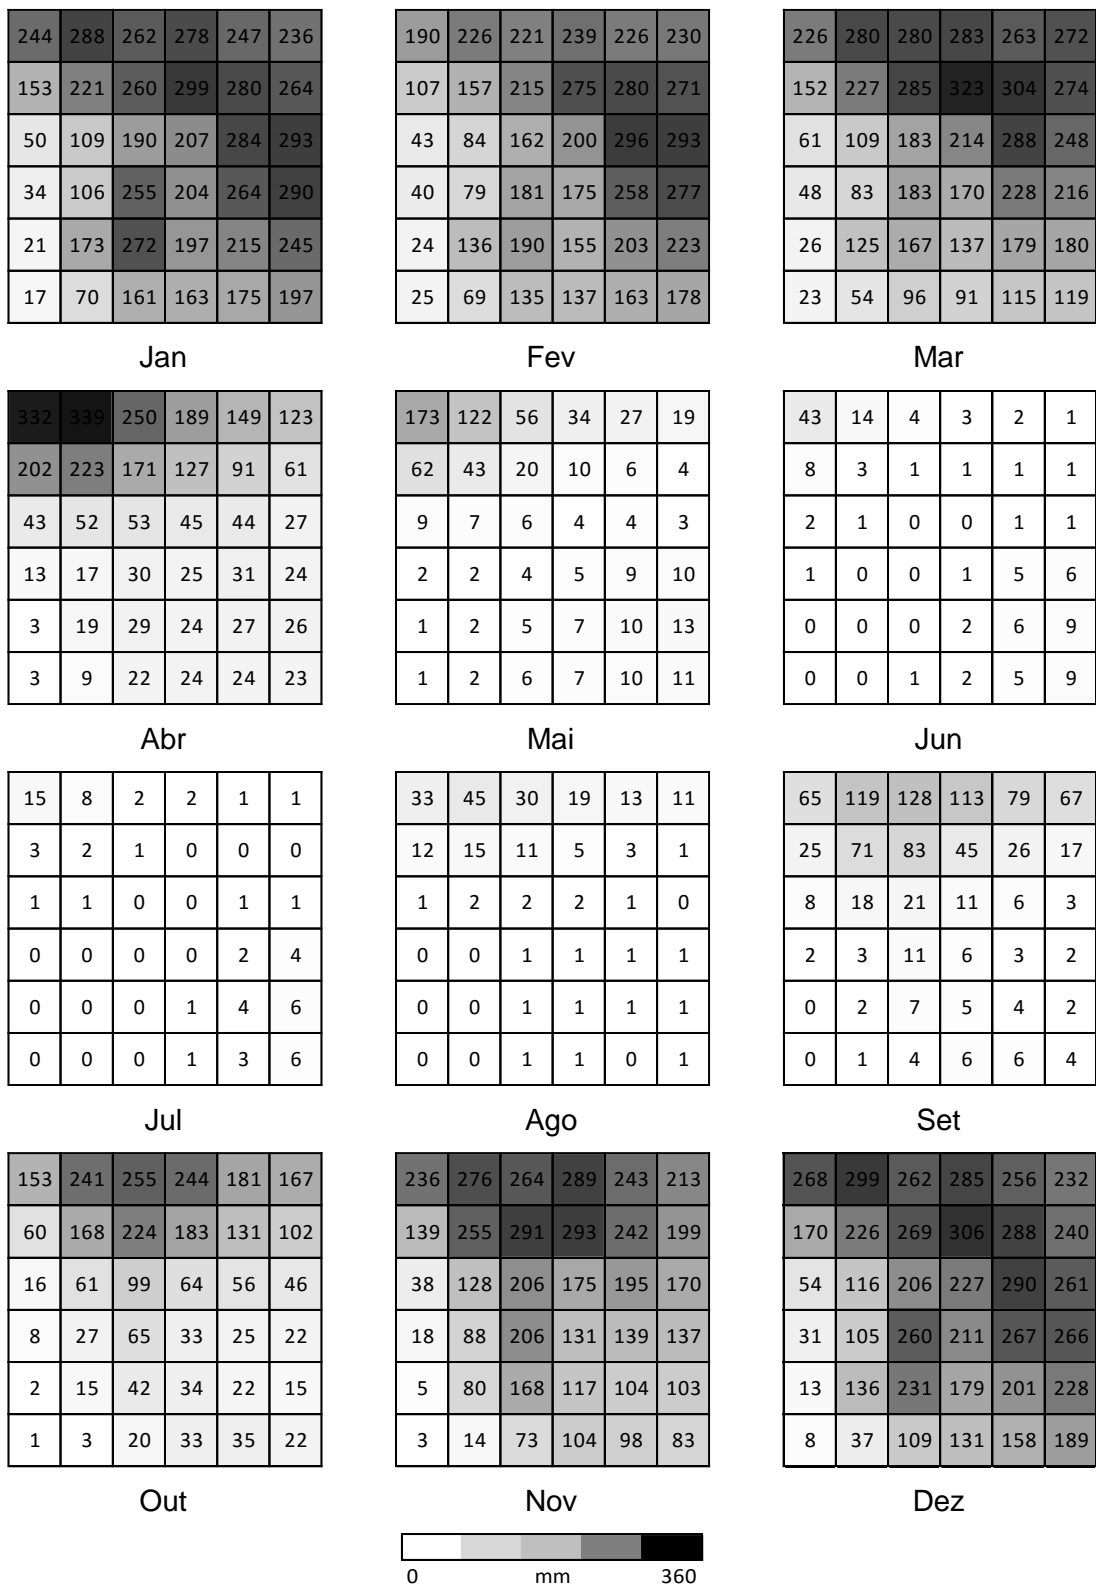 244 288 262 278 247 236 190 226 221 239 226 230 226 280 280 283 263 272
153 221 260 299 280 264 107 157 215 275 280 271 152 227 285 323 304 274
50 109 190 207 284 293 43 84 162 200 296 293 61 109 183 214 288 248
34 106 255 204 264 290 40 79 181 175 258 277 48 83 183 170 228 216
21 173 272 197 215 245 24 136 190 155 203 223 26 125 167 137 179 180
17 70 161 163 175 197 25 69 135 137 163 178 23 54 96 91 115 119
Jan Fev Mar
332 339 250 189 149 123 173 122 56 34 27 19 43 14 4 3 2 1
202 223 171 127 91 61 62 43 20 10 6 4 8 3 1 1 1 1
43 52 53 45 44 27 9 7 6 4 4 3 2 1 0 0 1 1
13 17 30 25 31 24 2 2 4 5 9 10 1 0 0 1 5 6
3 19 29 24 27 26 1 2 5 7 10 13 0 0 0 2 6 9
3 9 22 24 24 23 1 2 6 7 10 11 0 0 1 2 5 9
Abr Mai Jun
15 8 2 2 1 1 33 45 30 19 13 11 65 119 128 113 79 67
3 2 1 0 0 0 12 15 11 5 3 1 25 71 83 45 26 17
1 1 0 0 1 1 1 2 2 2 1 0 8 18 21 11 6 3
0 0 0 0 2 4 0 0 1 1 1 1 2 3 11 6 3 2
0 0 0 1 4 6 0 0 1 1 1 1 0 2 7 5 4 2
0 0 0 1 3 6 0 0 1 1 0 1 0 1 4 6 6 4
Jul Ago Set
153 241 255 244 181 167 236 276 264 289 243 213 268 299 262 285 256 232
60 168 224 183 131 102 139 255 291 293 242 199 170 226 269 306 288 240
16 61 99 64 56 46 38 128 206 175 195 170 54 116 206 227 290 261
8 27 65 33 25 22 18 88 206 131 139 137 31 105 260 211 267 266
2 15 42 34 22 15 5 80 168 117 104 103 13 136 231 179 201 228
1 3 20 33 35 22 3 14 73 104 98 83 8 37 109 131 158 189
Out Nov Dez
0 mm 360